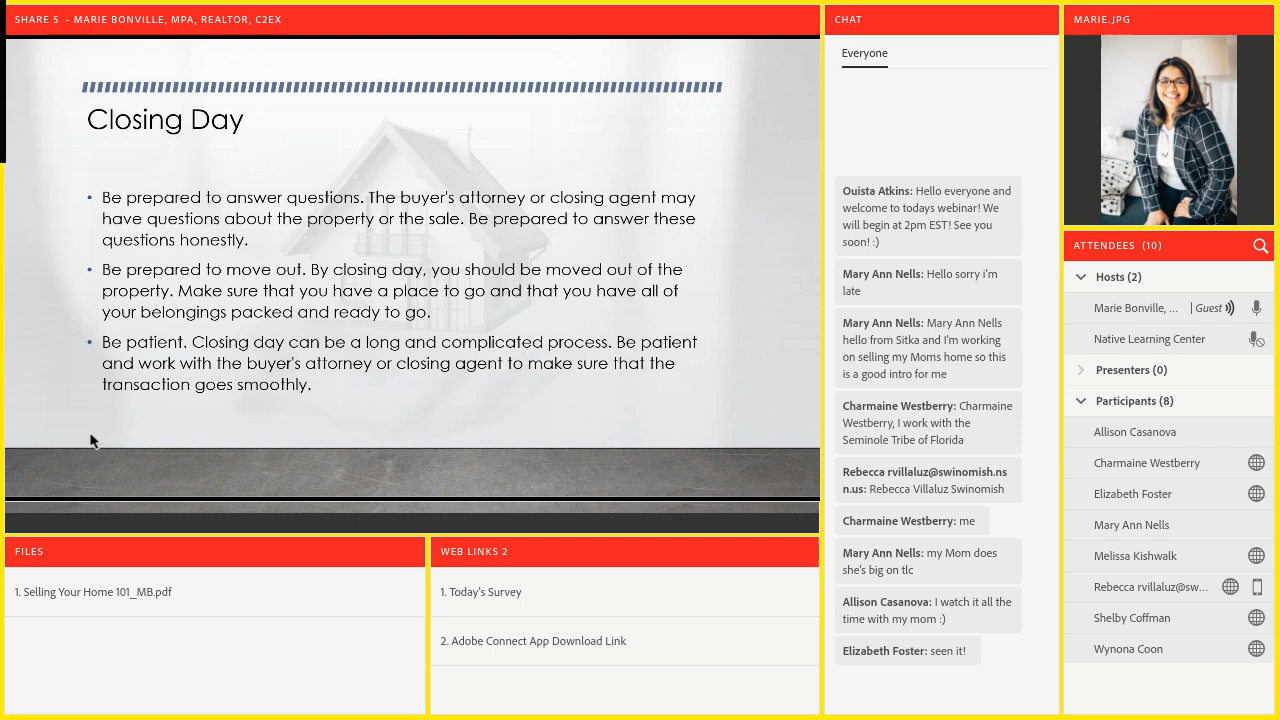 SHARE 5 - MARIE BONVILLE, MPA, REALTOR, C2EX
Closing Day
• Be prepared to answer questions. The buyer's attorney or closing agent may
have questions about the property or the sale. Be prepared to answer these
questions honestly.
• Be prepared to move out. By closing day, you should be moved out of the
property. Make sure that you have a place to go and that you have all of
your belongings packed and ready to go.
• Be patient. Closing day can be a long and complicated process. Be patient
and work with the buyer's attorney or closing agent to make sure that the
transaction goes smoothly.
FILES
1. Selling Your Home 101_MB.pdf
WEB LINKS 2
1. Today's Survey
2. Adobe Connect App Download Link
CHAT
Everyone
Ouista Atkins: Hello everyone and
welcome to todays webinar! We
will begin at 2pm EST! See you
soon! :)
Mary Ann Nells: Hello sorry i'm
late
Mary Ann Nells: Mary Ann Nells
hello from Sitka and I'm working
on selling my Moms home so this
is a good intro for me
Charmaine Westberry: Charmaine
Westberry, I work with the
Seminole Tribe of Florida
Rebecca rvillaluz@swinomish.ns
n.us: Rebecca Villaluz Swinomish
Charmaine Westberry: me
Mary Ann Nells: my Mom does
she's big on tlc
Allison Casanova: I watch it all the
time with my mom :)
Elizabeth Foster: seen it!
MARIE.JPG
ATTENDEES (10)
Hosts (2)
Marie Bonville, ... | Guest
Native Learning Center
Presenters (0)
Participants (8)
Allison Casanova
Charmaine Westberry
Elizabeth Foster
Mary Ann Nells
Melissa Kishwalk
Rebecca rvillaluz@sw...
Shelby Coffman
Wynona Coon